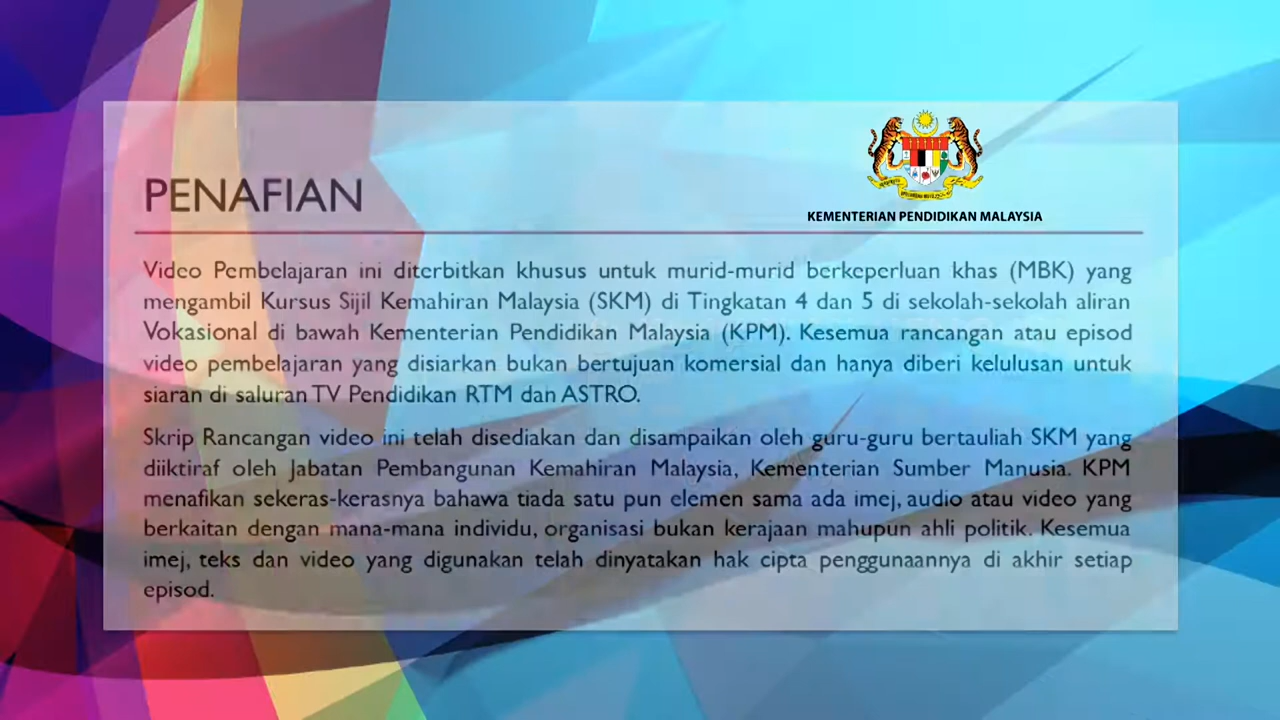 KEMENTERIAN PENDIDIKAN MALAYSIA
PENAFIAN
Video Pembelajaran ini diterbitkan khusus untuk murid-murid berkeperluan khas (MBK) yang
mengambil Kursus Sijil Kemahiran Malaysia (SKM) di Tingkatan 4 dan 5 di sekolah-sekolah aliran
Vokasional di bawah Kementerian Pendidikan Malaysia (KPM). Kesemua rancangan atau episod
video pembelajaran yang disiarkan bukan bertujuan komersial dan hanya diberi kelulusan untuk
siaran di saluran TV Pendidikan RTM dan ASTRO.
Skrip Rancangan video ini telah disediakan dan disampaikan oleh guru-guru bertauliah SKM yang
diiktiraf oleh Jabatan Pembangunan Kemahiran Malaysia, Kementerian Sumber Manusia. KPM
menafikan sekeras-kerasnya bahawa tiada satu pun elemen sama ada imej, audio atau video yang
berkaitan dengan mana-mana individu, organisasi bukan kerajaan mahupun ahli politik. Kesemua
imej, teks dan video yang digunakan telah dinyatakan hak cipta penggunaannya di akhir setiap
episod.